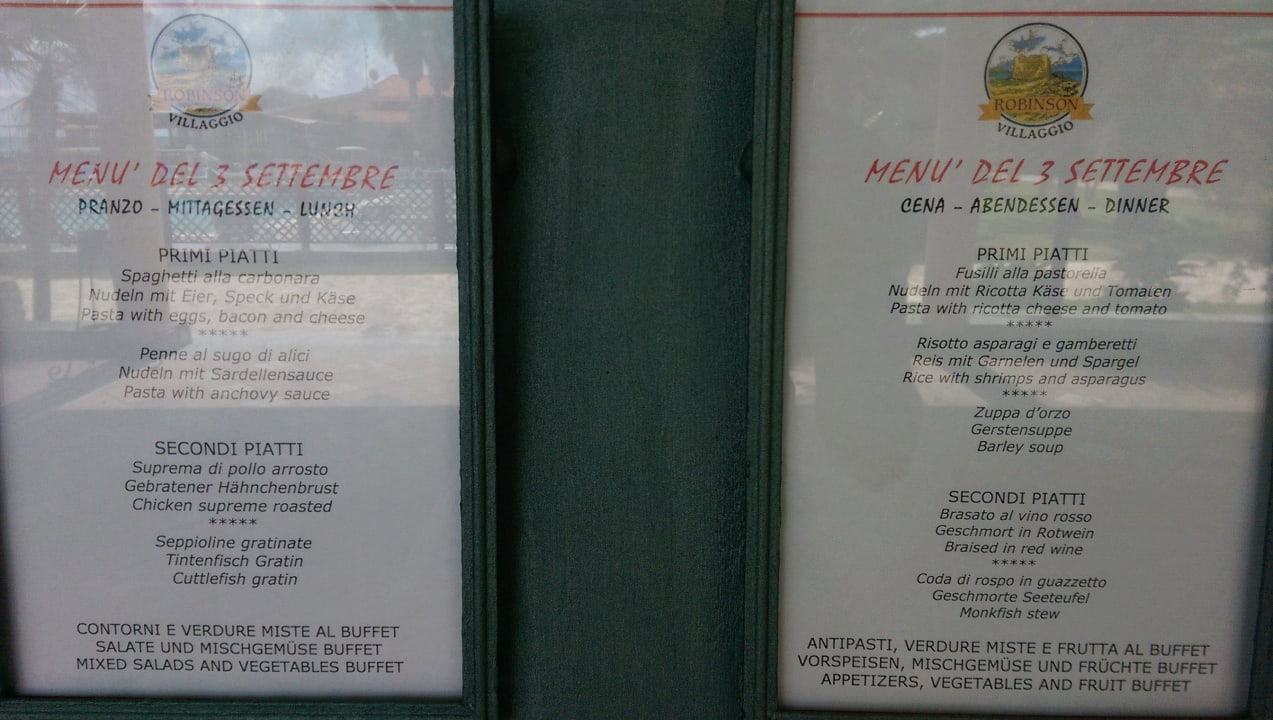 ROBINSON
VILLAGGIO
MENU' DEL 3 SETTEMBRE
PRANZO - MITTAGESSEN - LUNCH
PRIMI PIATTI
Spaghetti alla carbonara
Nudeln mit Eier, Speck und Käse
Pasta with eggs, bacon and cheese
*****
Penne al sugo di alici
Nudeln mit Sardellensauce
Pasta with anchovy sauce
SECONDI PIATTI
Suprema di pollo arrosto
Gebratener Hähnchenbrust
Chicken supreme roasted
*****
Seppioline gratinate
Tintenfisch Gratin
Cuttlefish gratin
CONTORNI E VERDURE MISTE AL BUFFET
SALATE UND MISCHGEMÜSE BUFFET
MIXED SALADS AND VEGETABLES BUFFET
ROBINSON
VILLAGGIO
MENU' DEL 3 SETTEMBRE
CENA - ABENDESSEN - DINNER
PRIMI PIATTI
Fusilli alla pastorella
Nudeln mit Ricotta Käse und Tomaten
Pasta with ricotta cheese and tomato
*****
Risotto asparagi e gamberetti
Reis mit Garnelen und Spargel
Rice with shrimps and asparagus
*****
Zuppa d'orzo
Gerstensuppe
Barley soup
SECONDI PIATTI
Brasato al vino rosso
Geschmort in Rotwein
Braised in red wine
*****
Coda di rospo in guazzetto
Geschmorte Seeteufel
Monkfish stew
ANTIPASTI, VERDURE MISTE E FRUTTA AL BUFFET
VORSPEISEN, MISCHGEMÜSE UND FRÜCHTE BUFFET
APPETIZERS, VEGETABLES AND FRUIT BUFFET